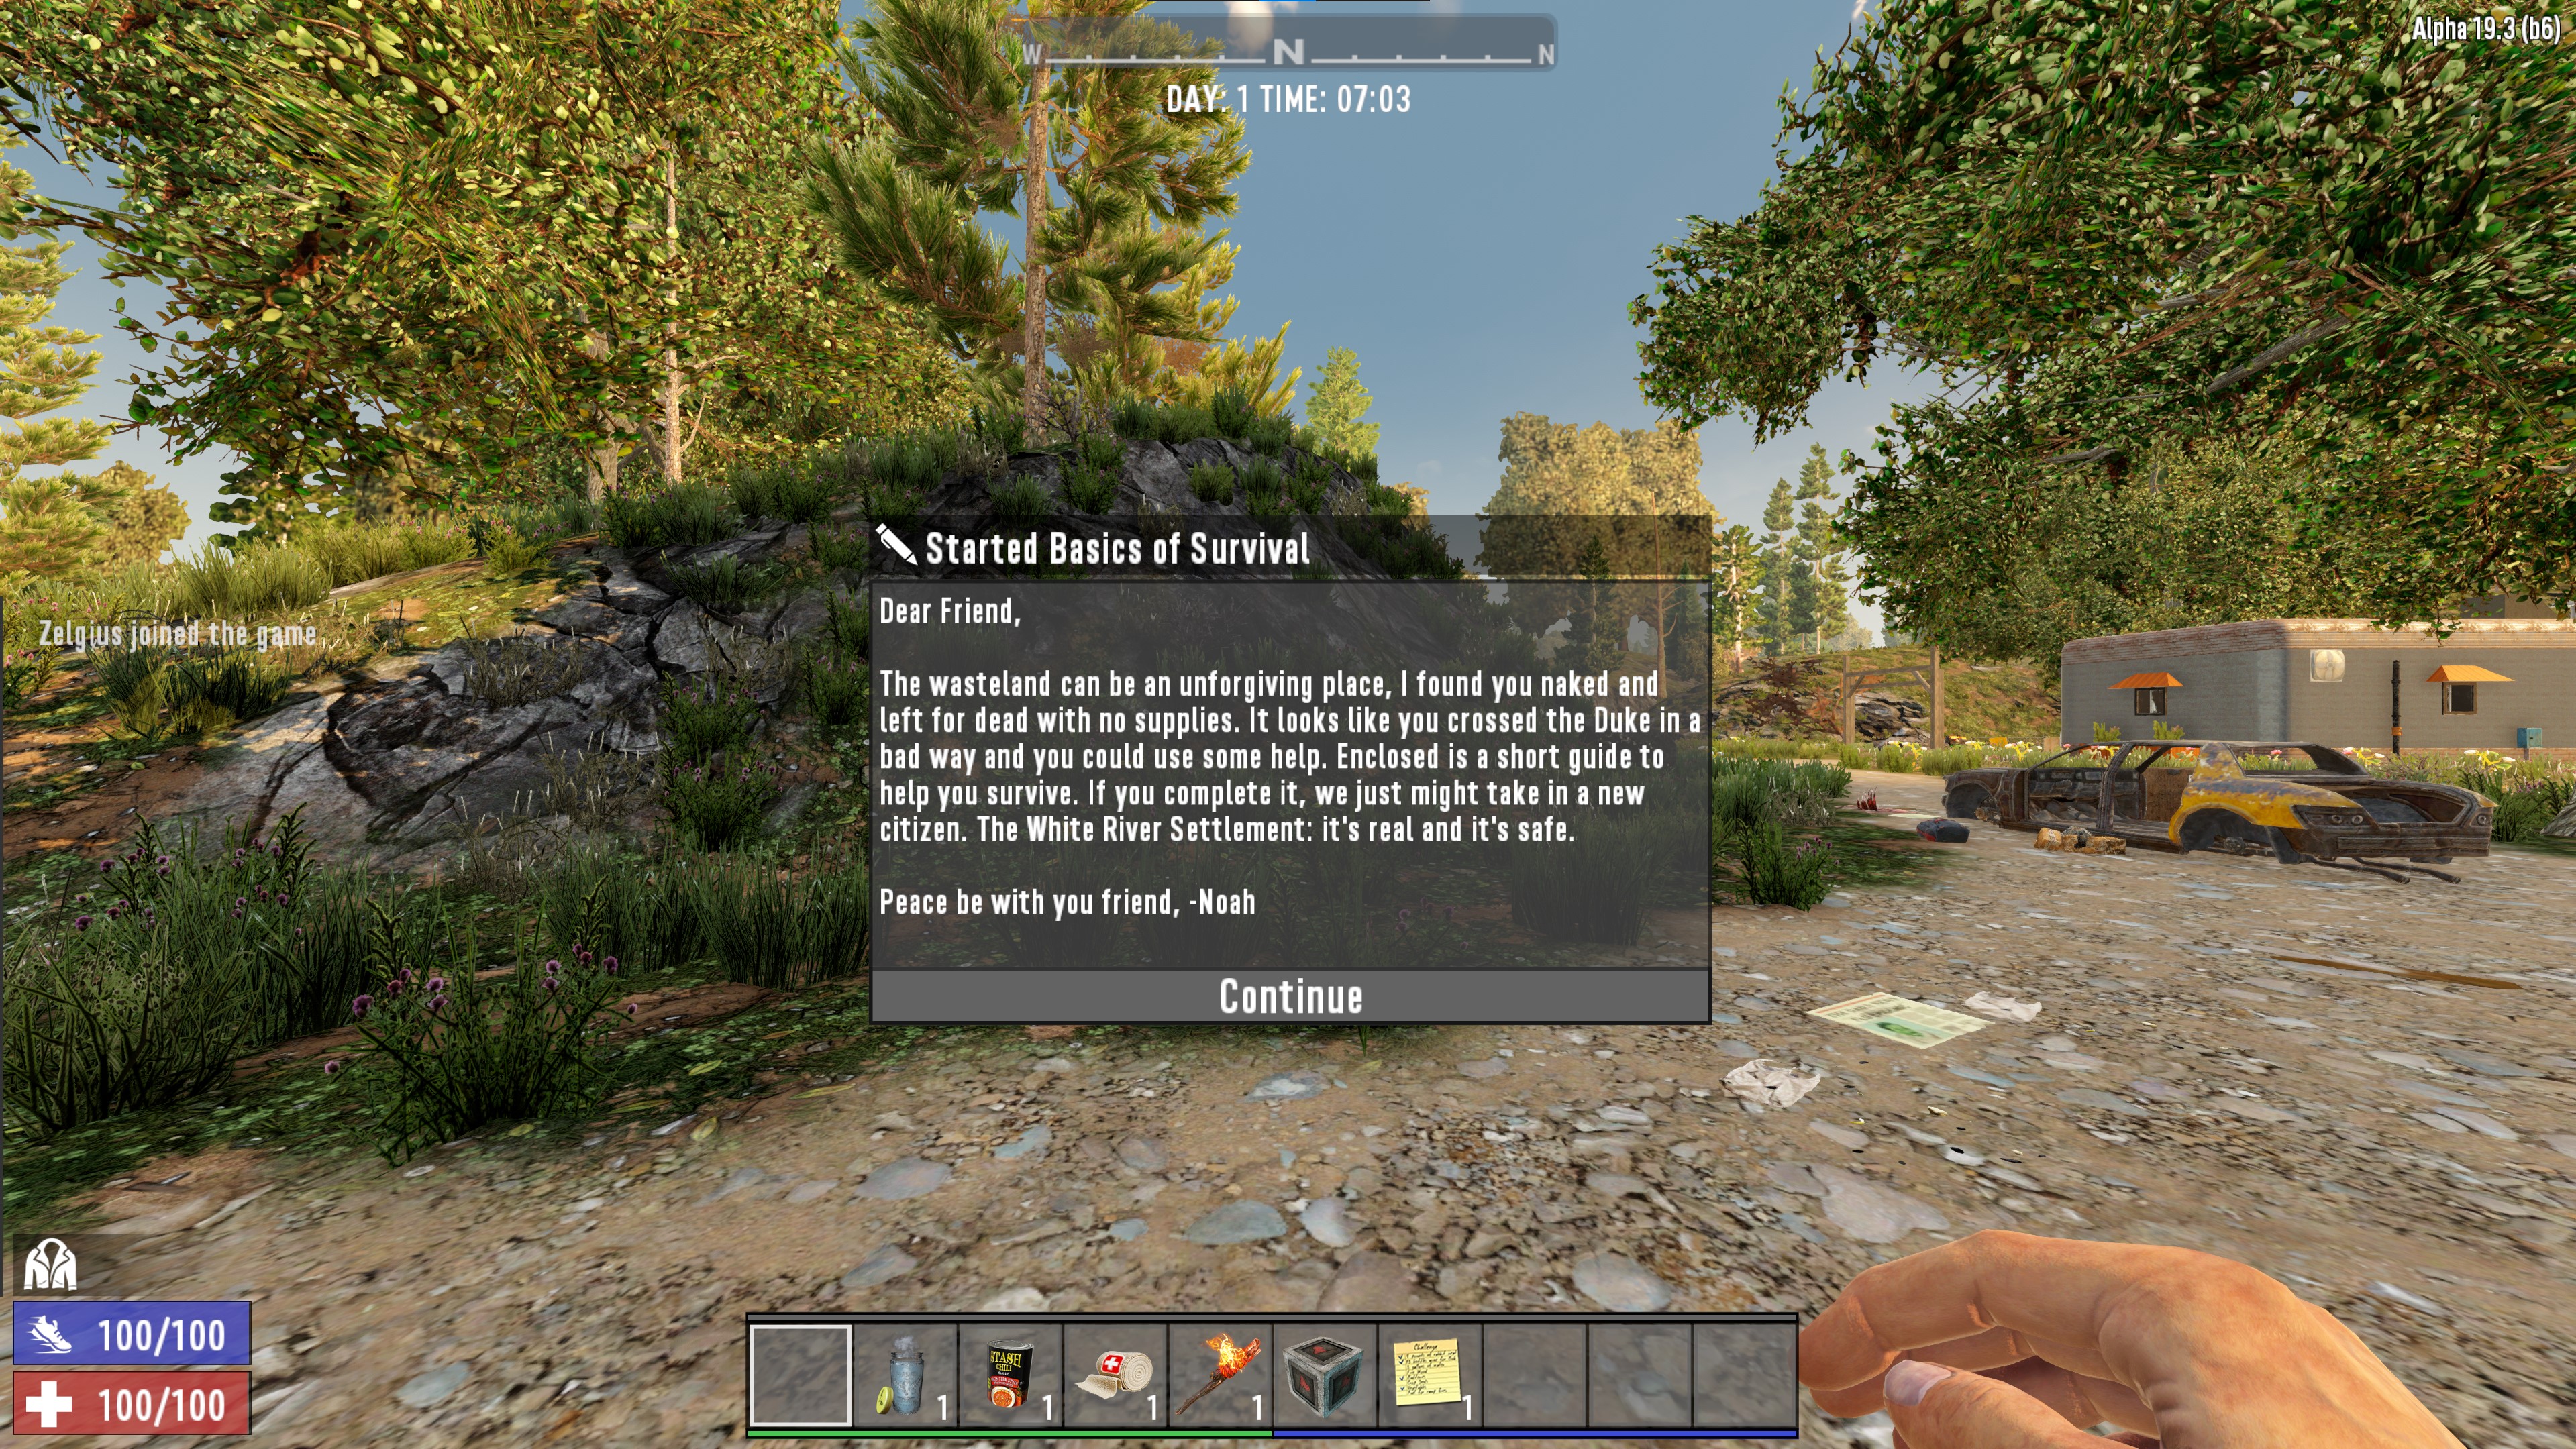 Alpha 19.3 (b6)
W N N
DAY: 1 TIME: 07:03
Started Basics of Survival
Zelgius joined the game
Dear Friend,
The wasteland can be an unforgiving place, I found you naked and
left for dead with no supplies. It looks like you crossed the Duke in a
bad way and you could use some help. Enclosed is a short guide to
help you survive. If you complete it, we just might take in a new
citizen. The White River Settlement: it's real and it's safe.
Peace be with you friend, -Noah
Continue
100/100
100/100
STASH
CHILI
Challenge
1
1
1
1
1